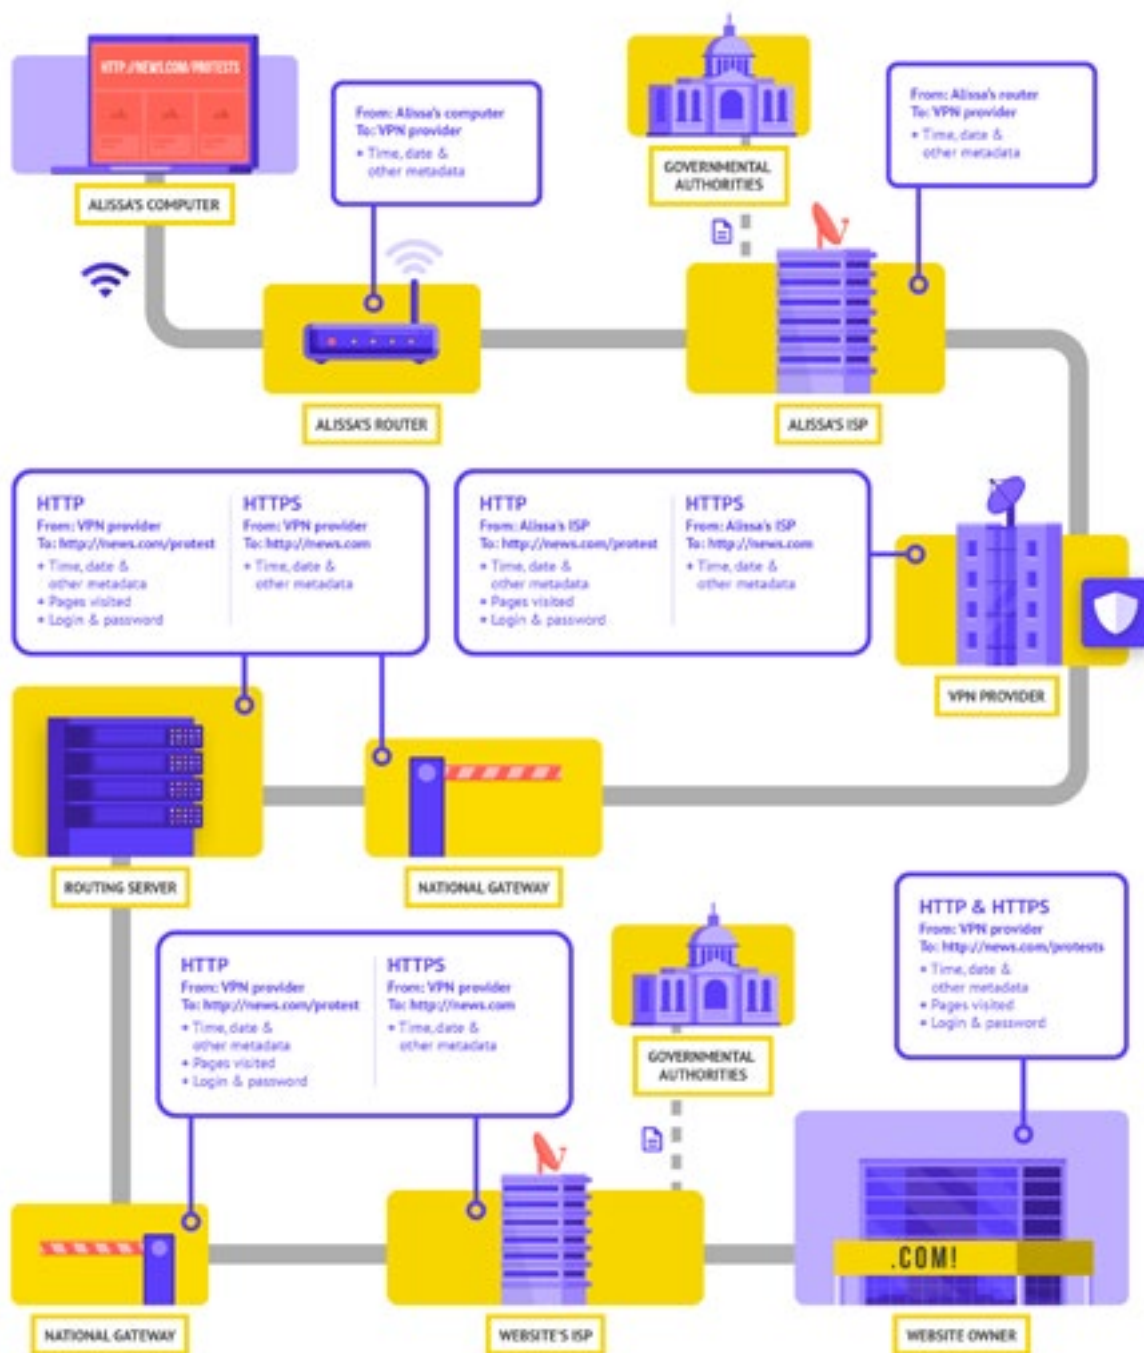 HTTP://NEWS.COM/PROTESTS
ALISSA'S COMPUTER
From: Alissa's computer
To: VPN provider
• Time, date &
other metadata
ALISSA'S ROUTER
GOVERNMENTAL
AUTHORITIES
From: Alissa's router
To: VPN provider
• Time, date &
other metadata
ALISSA'S ISP
HTTP
From: VPN provider
To: http://news.com/protest
• Time, date &
other metadata
• Pages visited
• Login & password
HTTPS
From: VPN provider
To: http://news.com
• Time, date &
other metadata
HTTP
From: Alissa's ISP
To: http://news.com/protest
• Time, date &
other metadata
• Pages visited
• Login & password
HTTPS
From: Alissa's ISP
To: http://news.com
• Time, date &
other metadata
VPN PROVIDER
ROUTING SERVER
NATIONAL GATEWAY
HTTP
From: VPN provider
To: http://news.com/protest
• Time, date &
other metadata
• Pages visited
• Login & password
HTTPS
From: VPN provider
To: http://news.com
• Time, date &
other metadata
GOVERNMENTAL
AUTHORITIES
HTTP & HTTPS
From: VPN provider
To: http://news.com/protests
• Time, date &
other metadata
• Pages visited
• Login & password
.COM!
NATIONAL GATEWAY
WEBSITE'S ISP
WEBSITE OWNER